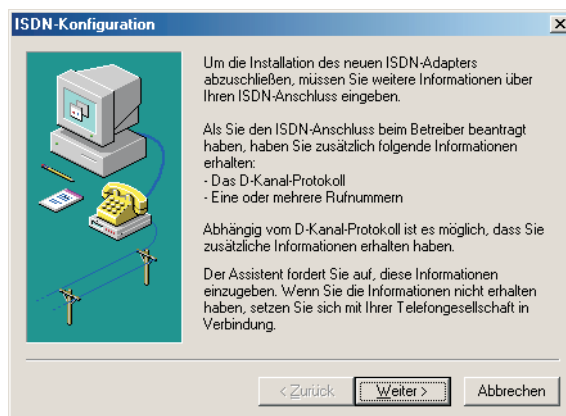 ISDN-Konfiguration
Um die Installation des neuen ISDN-Adapters
abzuschließen, müssen Sie weitere Informationen über
Ihren ISDN-Anschluss eingeben.
Als Sie den ISDN-Anschluss beim Betreiber beantragt
haben, haben Sie zusätzlich folgende Informationen
erhalten:
- Das D-Kanal-Protokoll
- Eine oder mehrere Rufnummern
Abhängig vom D-Kanal-Protokoll ist es möglich, dass Sie
zusätzliche Informationen erhalten haben.
Der Assistent fordert Sie auf, diese Informationen
einzugeben. Wenn Sie die Informationen nicht erhalten
haben, setzen Sie sich mit Ihrer Telefongesellschaft in
Verbindung.
< Zurück
Weiter >
Abbrechen